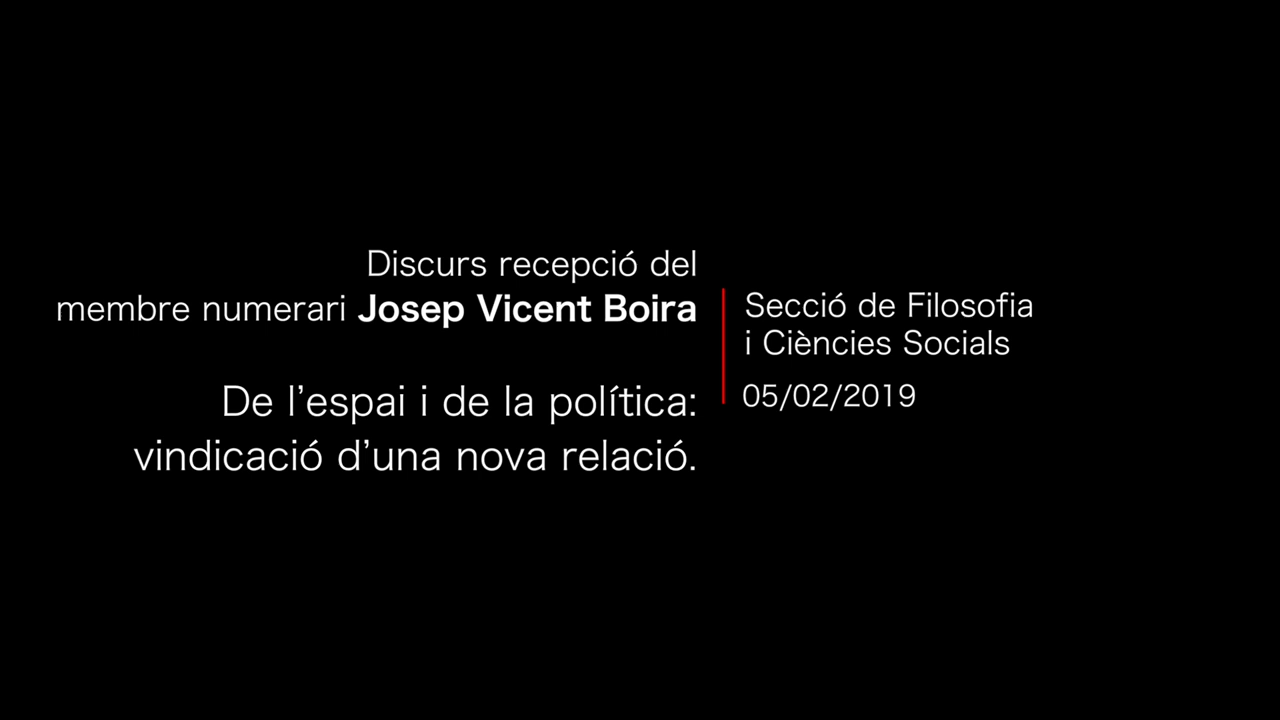 Discurs recepció del
membre numerari Josep Vicent Boira
De l’espai i de la política:
vindicació d’una nova relació.
Secció de Filosofia
i Ciències Socials
05/02/2019